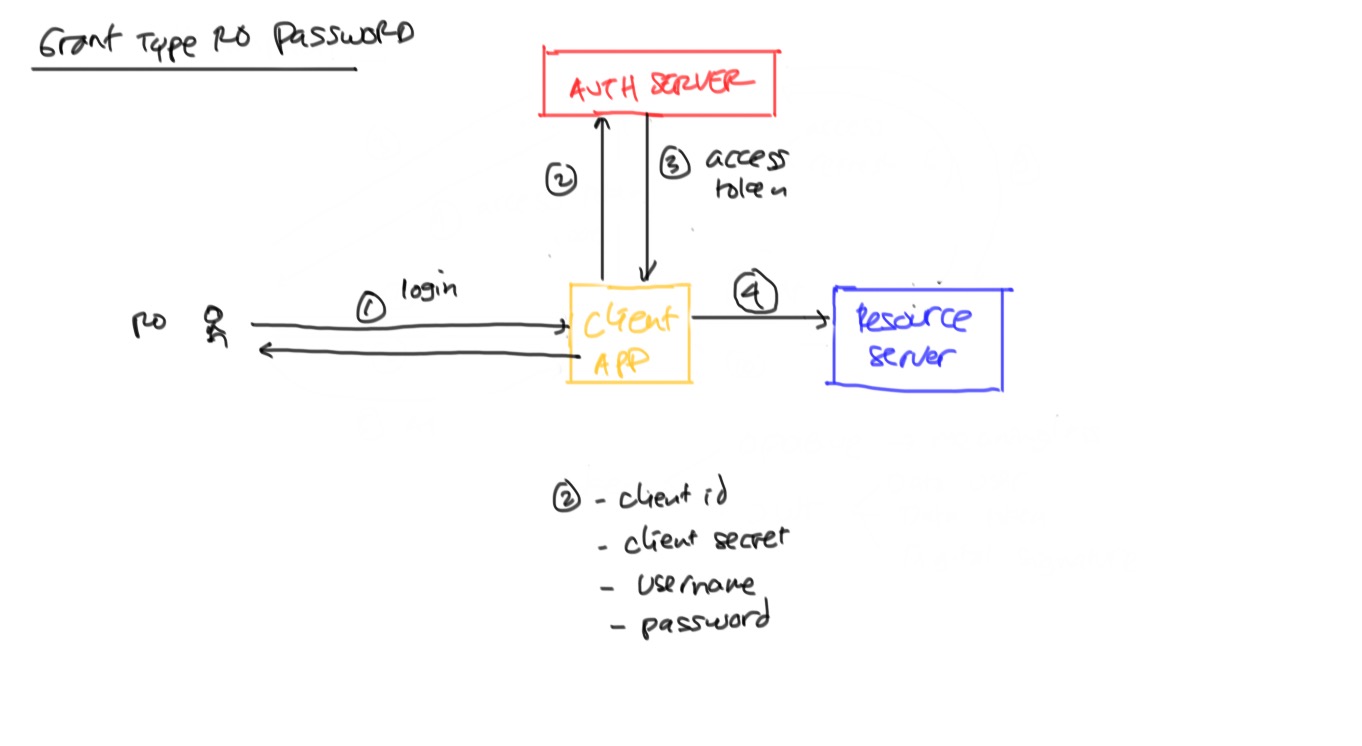 Grant Type RO Password
AUTH SERVER
② ③ access
token
① login
④
RO
Client
APP
Resource
server
② - client id
- client secret
- username
- password